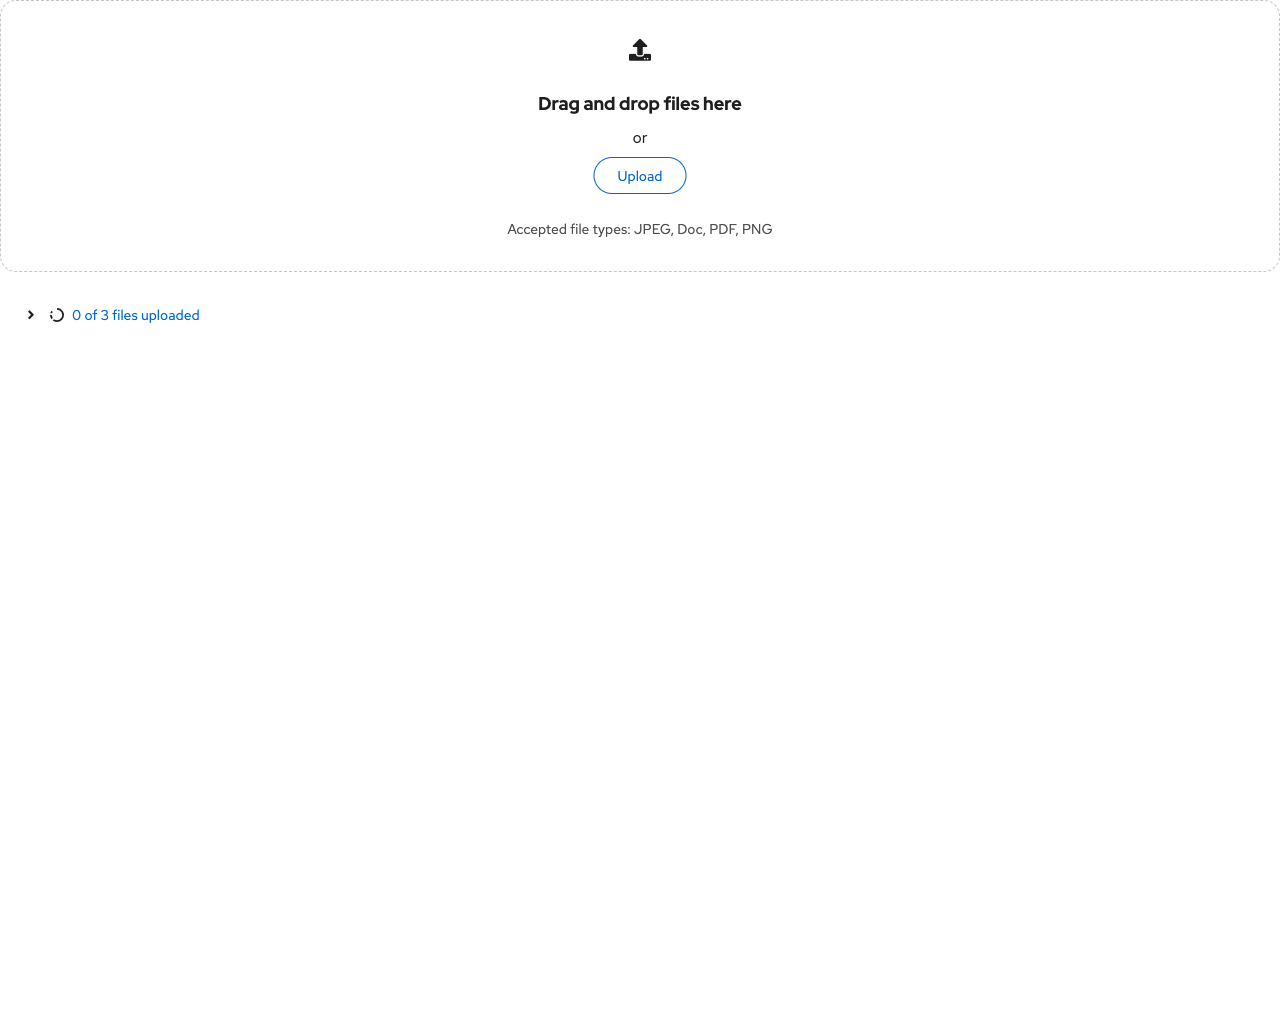 Drag and drop files here
or
Upload
Accepted file types: JPEG, Doc, PDF, PNG
0 of 3 files uploaded